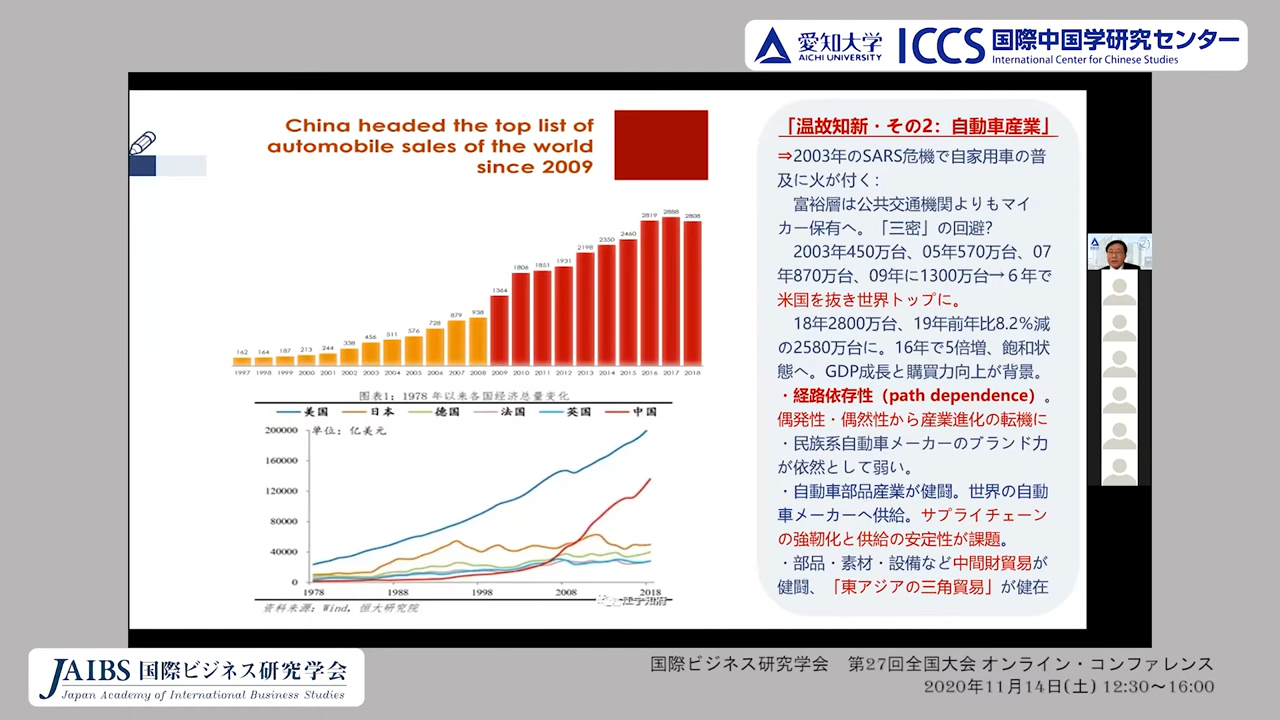 愛知大学
AICHI UNIVERSITY
ICCS 国際中国学研究センター
International Center for Chinese Studies
China headed the top list of
automobile sales of the world
since 2009
162 164 187 213 244 338 456 511 576 728 879 938 1364 1806 1851 1931 2198 2350 2460 2819 2888 2808
1997 1998 1999 2000 2001 2002 2003 2004 2005 2006 2007 2008 2009 2010 2011 2012 2013 2014 2015 2016 2017 2018
图表1：1978 年以来各国经济总量变化
美国 日本 德国 法国 英国 中国
200000 单位：亿美元
160000
120000
80000
40000
0
1978 1988 1998 2008 2018
资料来源：Wind，恒大研究院
「温故知新・その2：自動車産業」
⇒2003年のSARS危機で自家用車の普
及に火が付く：
富裕層は公共交通機関よりもマイ
カー保有へ。「三密」の回避?
2003年450万台、05年570万台、07
年870万台、09年に1300万台→６年で
米国を抜き世界トップに。
18年2800万台、19年前年比8.2%減
の2580万台に。16年で5倍増、飽和状
態へ。GDP成長と購買力向上が背景。
・経路依存性（path dependence）。
偶発性・偶然性から産業進化の転機に
・民族系自動車メーカーのブランド力
が依然として弱い。
・自動車部品産業が健闘。世界の自動
車メーカーへ供給。サプライチェーン
の強靭化と供給の安定性が課題。
・部品・素材・設備など中間財貿易が
健闘、「東アジアの三角貿易」が健在
JAIBS 国際ビジネス研究学会
Japan Academy of International Business Studies
国際ビジネス研究学会　第27回全国大会 オンライン・コンファレンス
2020年11月14日(土) 12:30～16:00